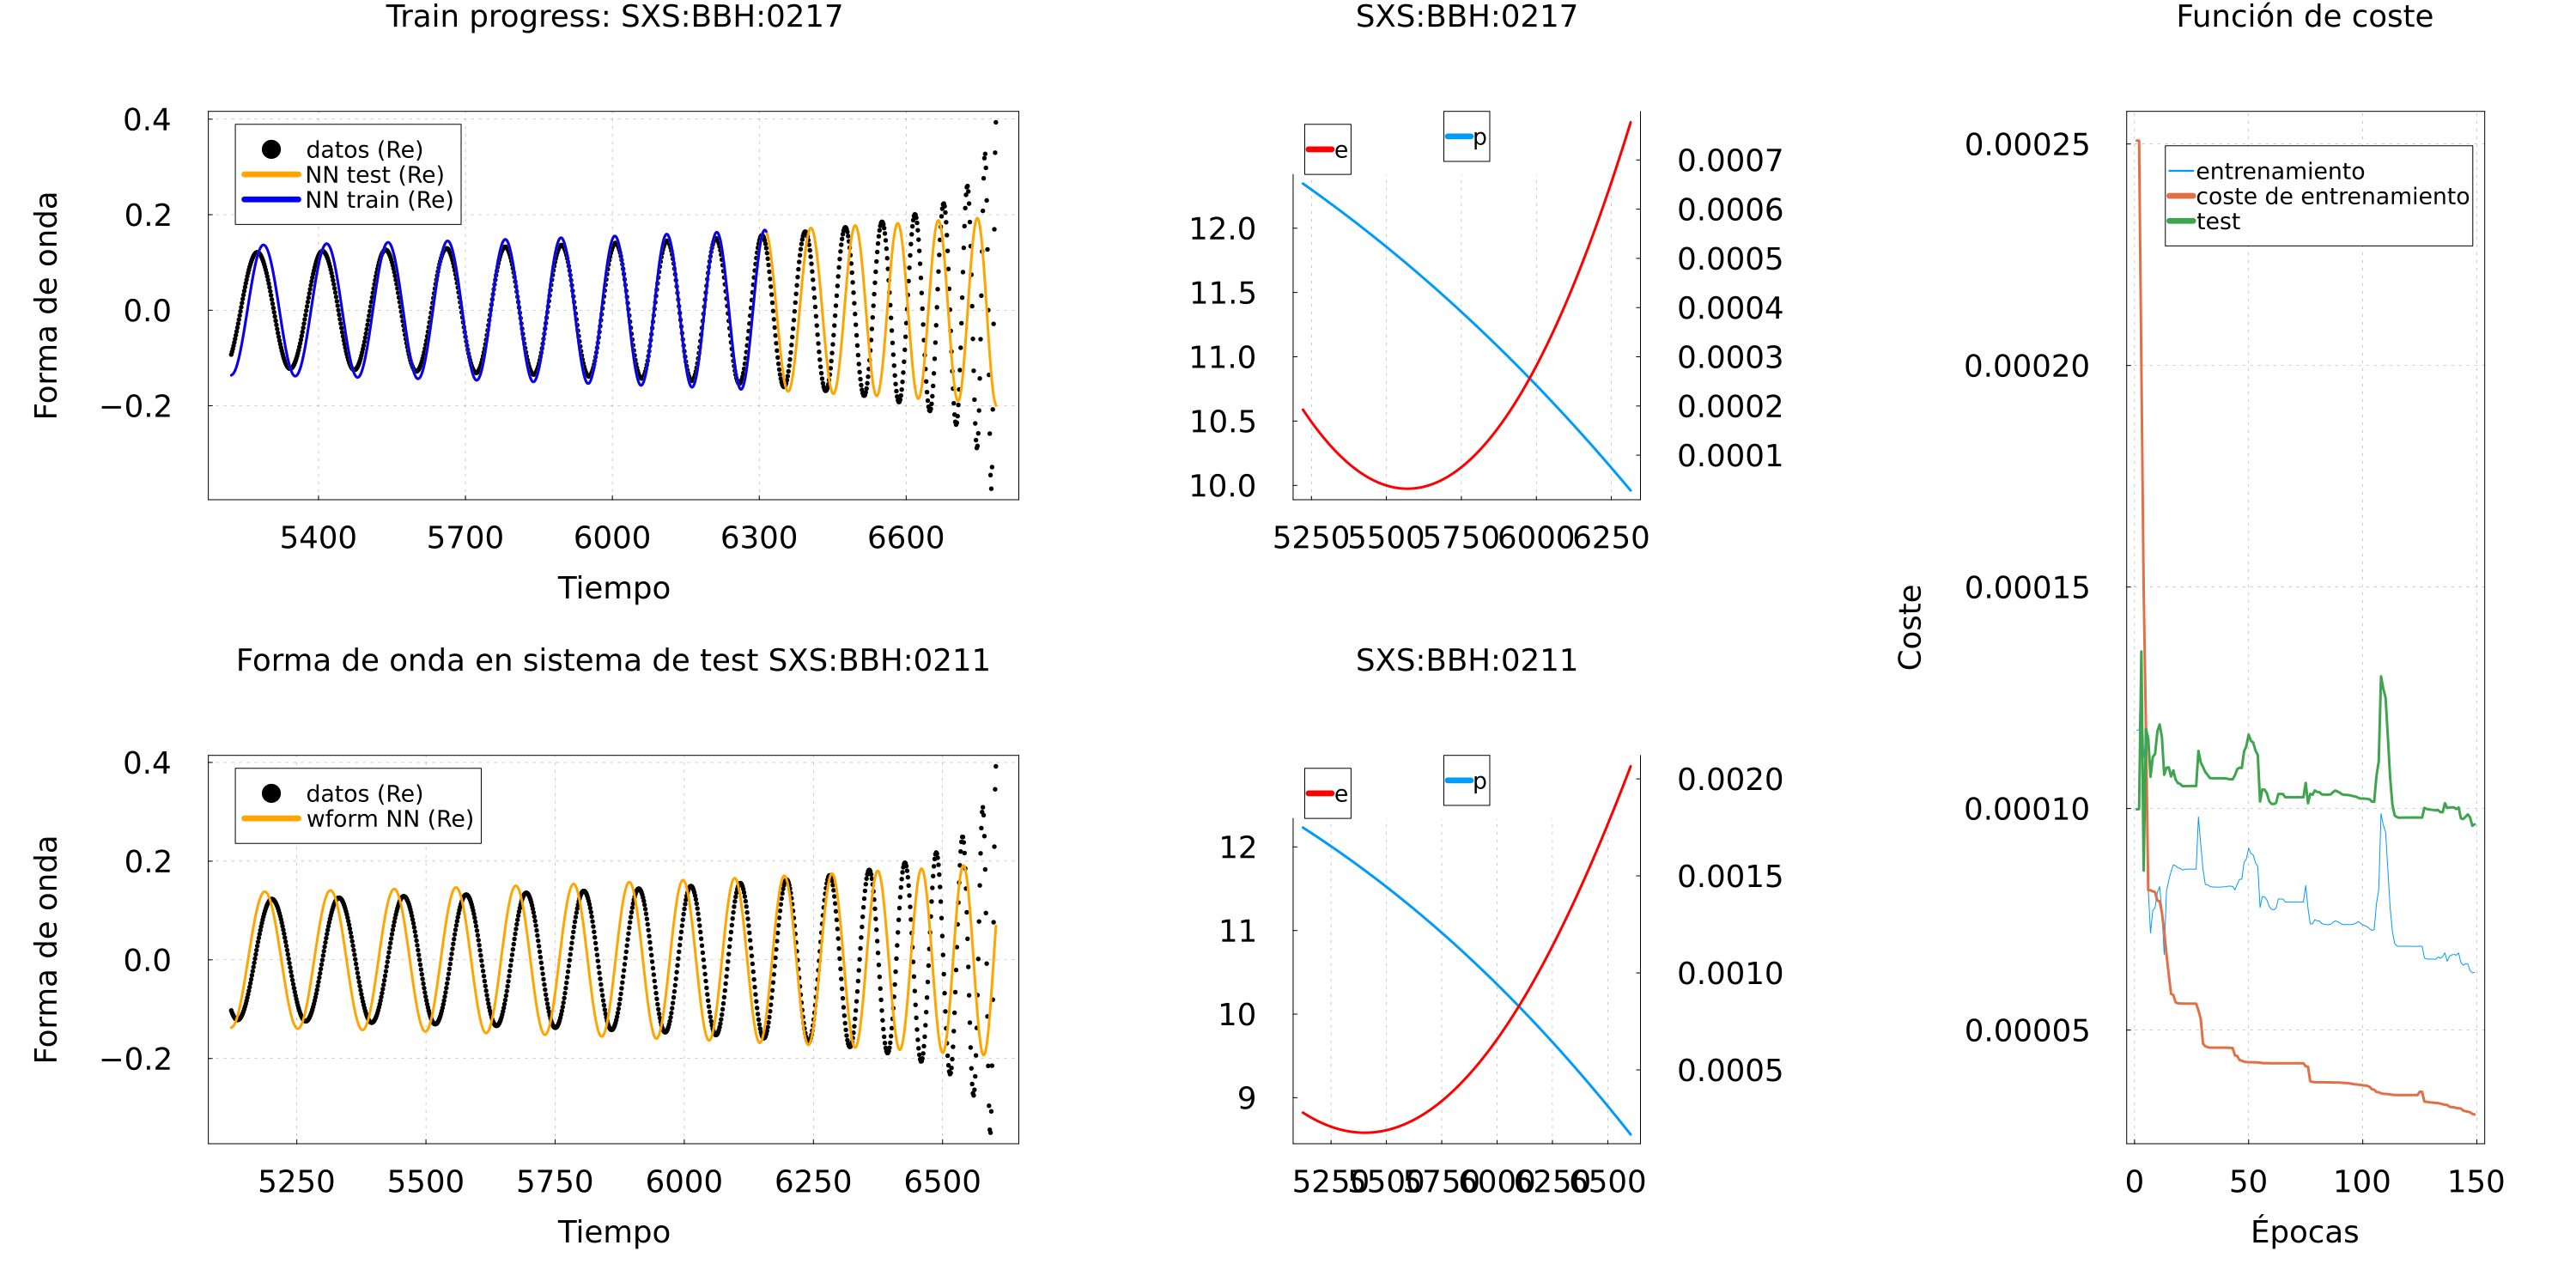 Train progress: SXS:BBH:0217
0.4
0.2
0.0
−0.2
Forma de onda
datos (Re)
NN test (Re)
NN train (Re)
5400 5700 6000 6300 6600
Tiempo
SXS:BBH:0217
e
p
12.0
11.5
11.0
10.5
10.0
0.0007
0.0006
0.0005
0.0004
0.0003
0.0002
0.0001
5250 5500 5750 6000 6250
Forma de onda en sistema de test SXS:BBH:0211
0.4
0.2
0.0
−0.2
Forma de onda
datos (Re)
wform NN (Re)
5250 5500 5750 6000 6250 6500
Tiempo
SXS:BBH:0211
e
p
12
11
10
9
0.0020
0.0015
0.0010
0.0005
5250 5500 5750 6000 6250 6500
Función de coste
0.00025
0.00020
0.00015
0.00010
0.00005
Coste
entrenamiento
coste de entrenamiento
test
0 50 100 150
Épocas